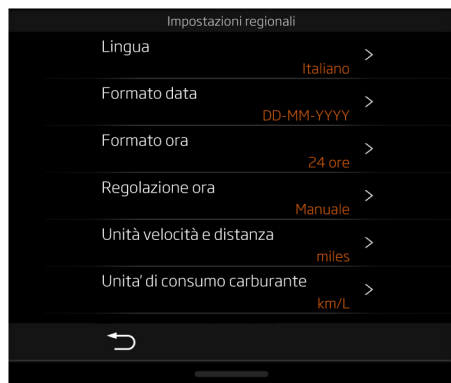 Impostazioni regionali
Lingua
Italiano
Formato data
DD-MM-YYYY
Formato ora
24 ore
Regolazione ora
Manuale
Unità velocità e distanza
miles
Unita' di consumo carburante
km/L